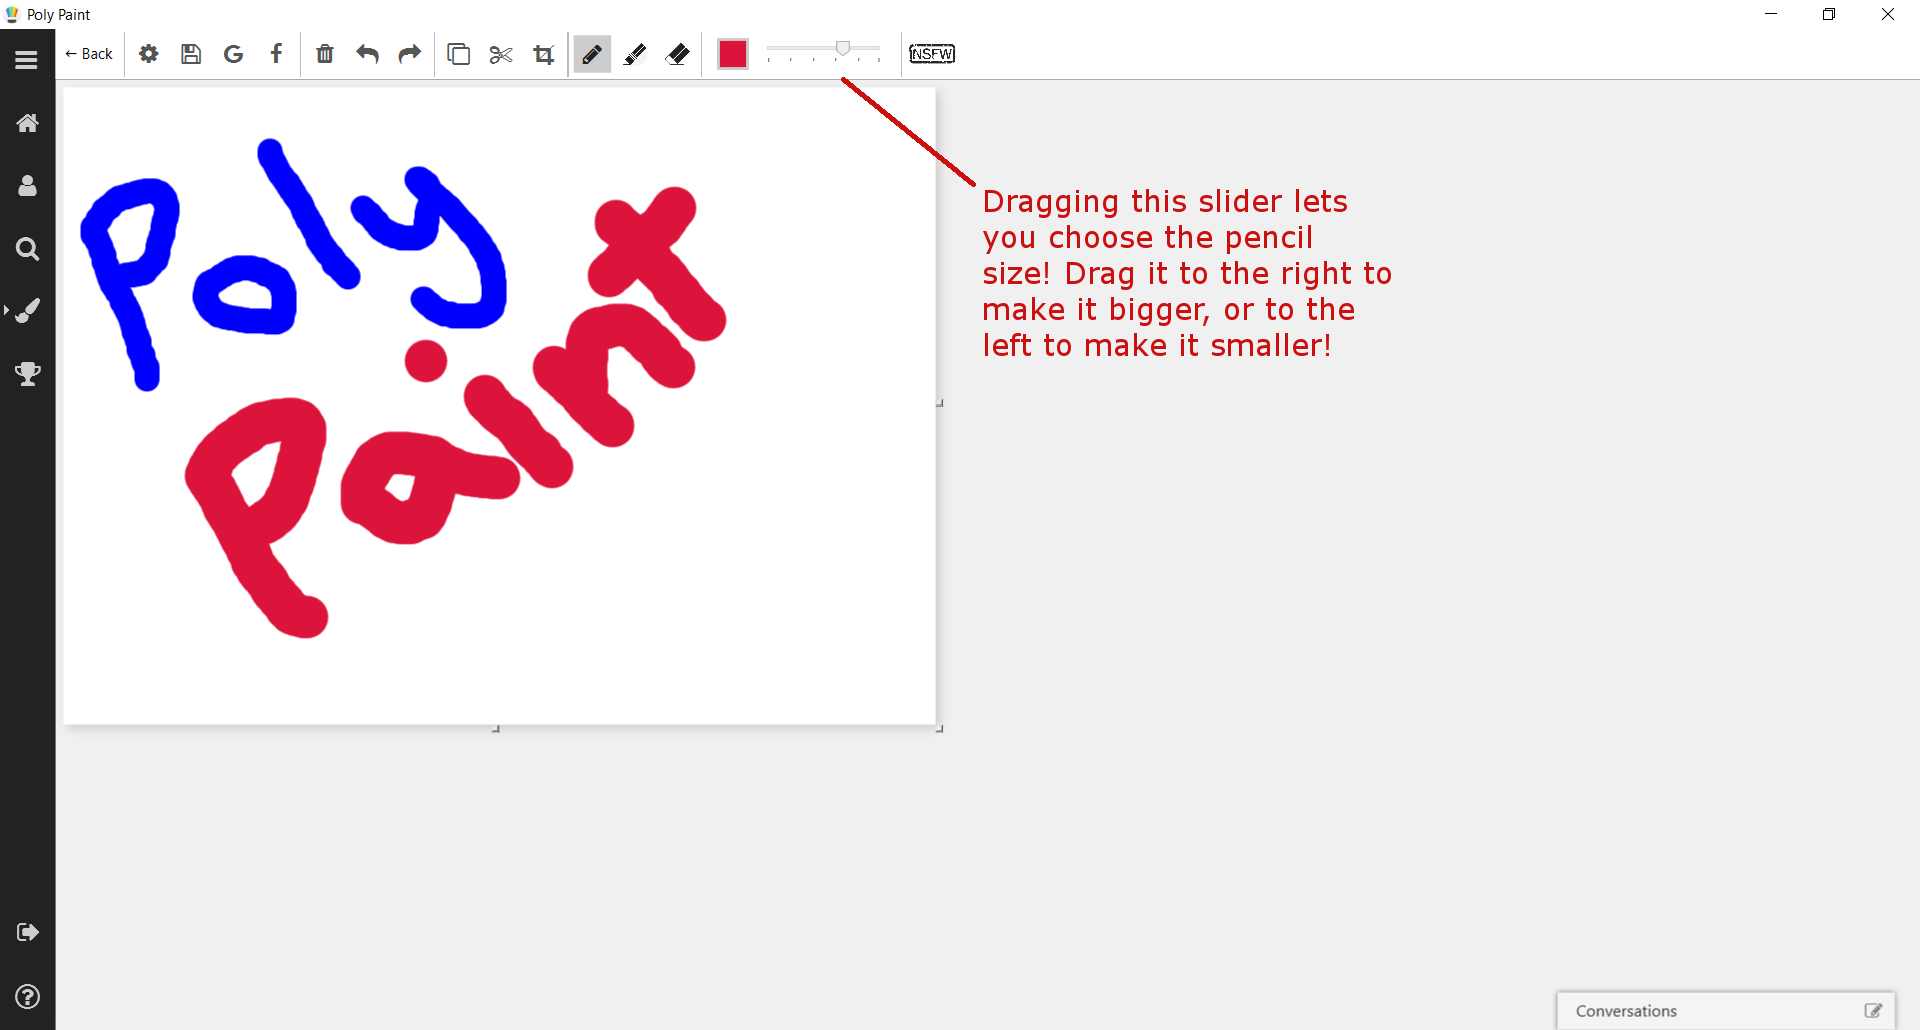 Poly Paint
← Back
G
f
NSFW
Poly
Paint
Dragging this slider lets
you choose the pencil
size! Drag it to the right to
make it bigger, or to the
left to make it smaller!
Conversations